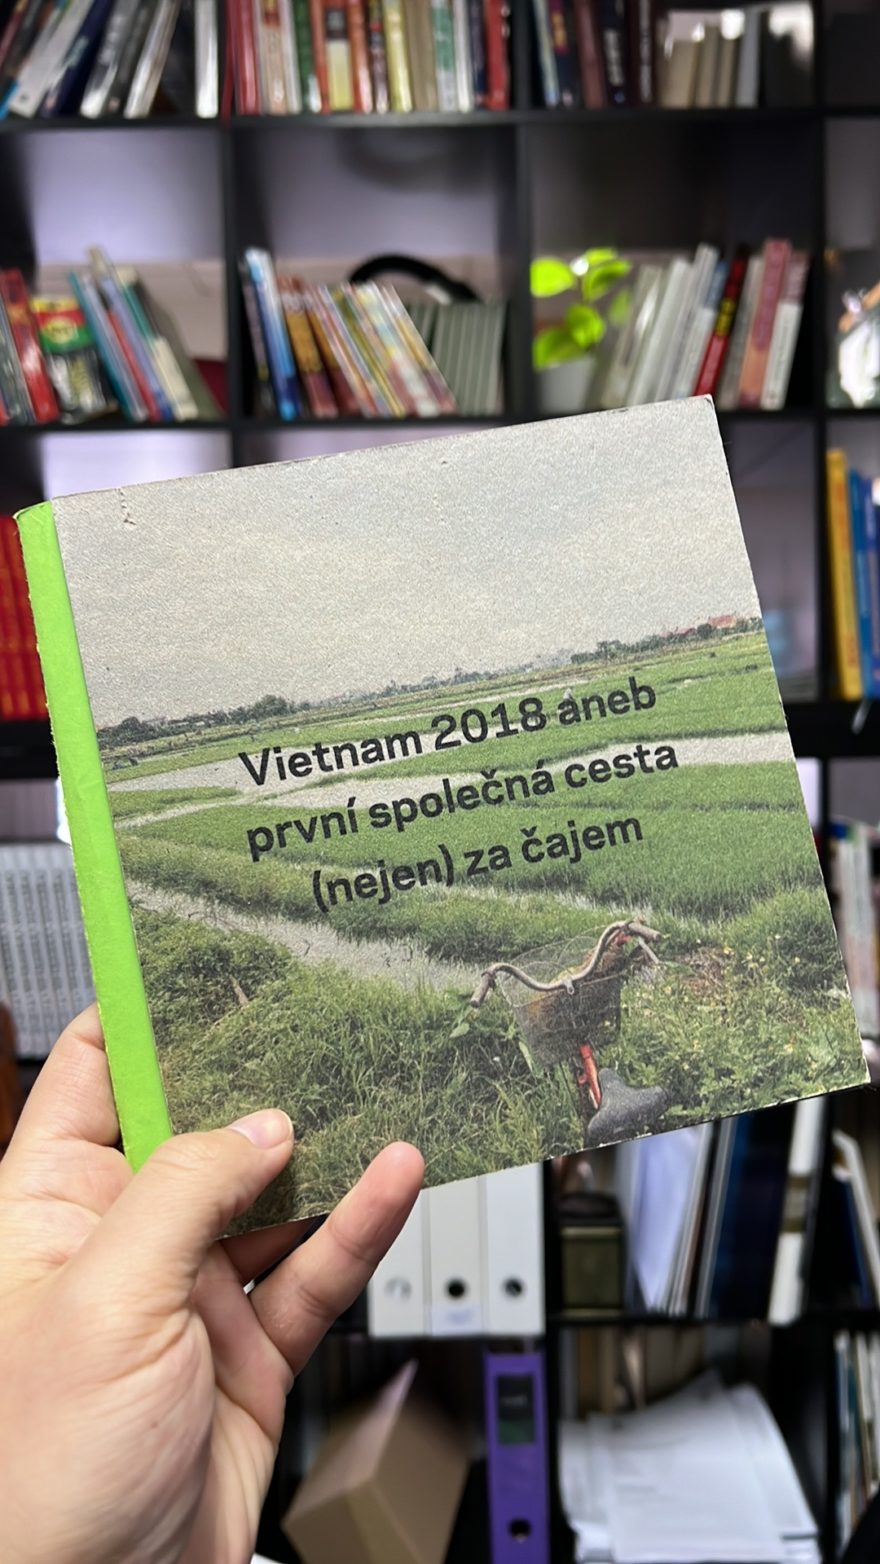 Vietnam 2018 aneb
první společná cesta
(nejen) za čajem